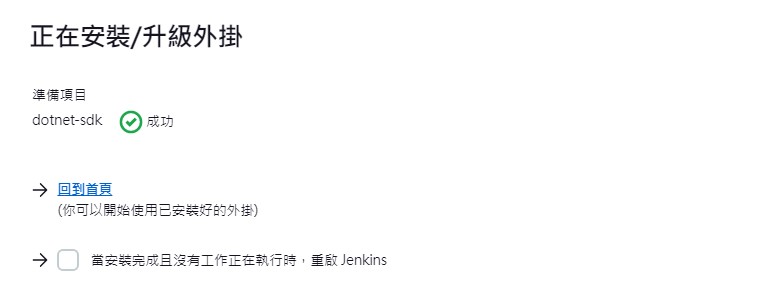 正在安裝/升級外掛
準備項目
dotnet-sdk 成功
回到首頁
(你可以開始使用已安裝好的外掛)
當安裝完成且沒有工作正在執行時，重啟 Jenkins